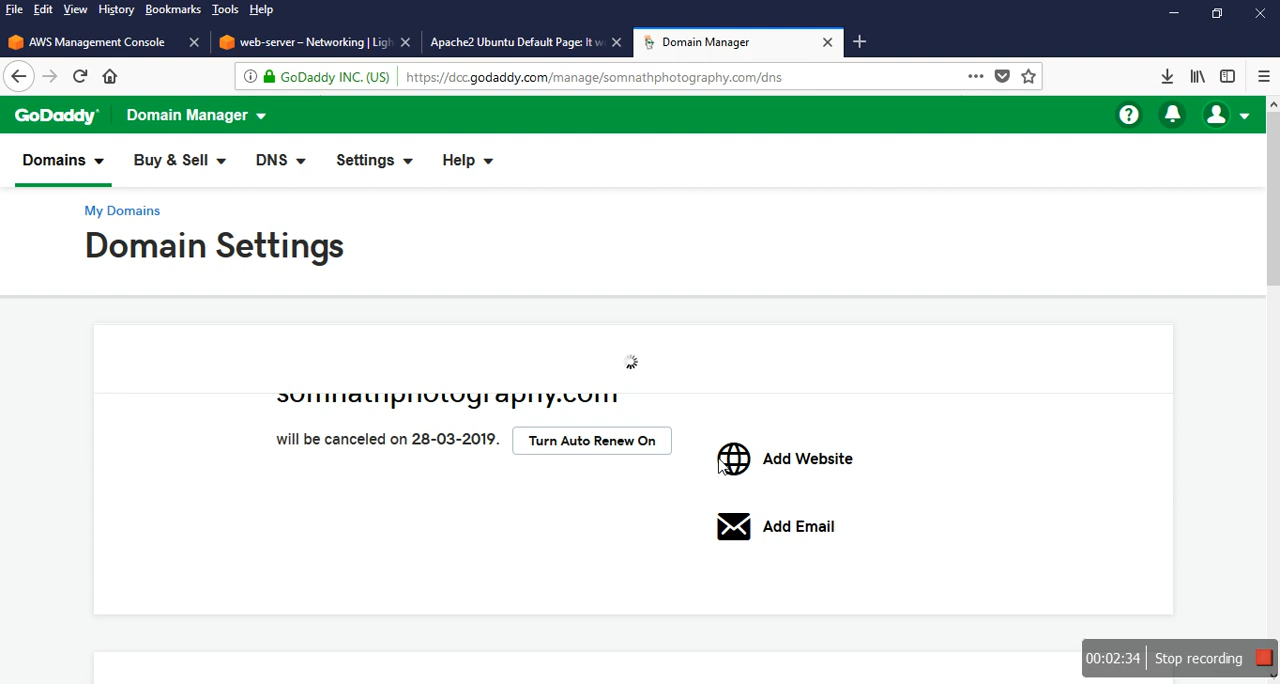 File Edit View History Bookmarks Tools Help
AWS Management Console
web-server – Networking | Ligh
Apache2 Ubuntu Default Page: It w
Domain Manager
GoDaddy INC. (US) https://dcc.godaddy.com/manage/somnathphotography.com/dns
GoDaddy Domain Manager
Domains Buy & Sell DNS Settings Help
My Domains
Domain Settings
somnathphotography.com
will be canceled on 28-03-2019. Turn Auto Renew On
Add Website
Add Email
00:02:34 Stop recording